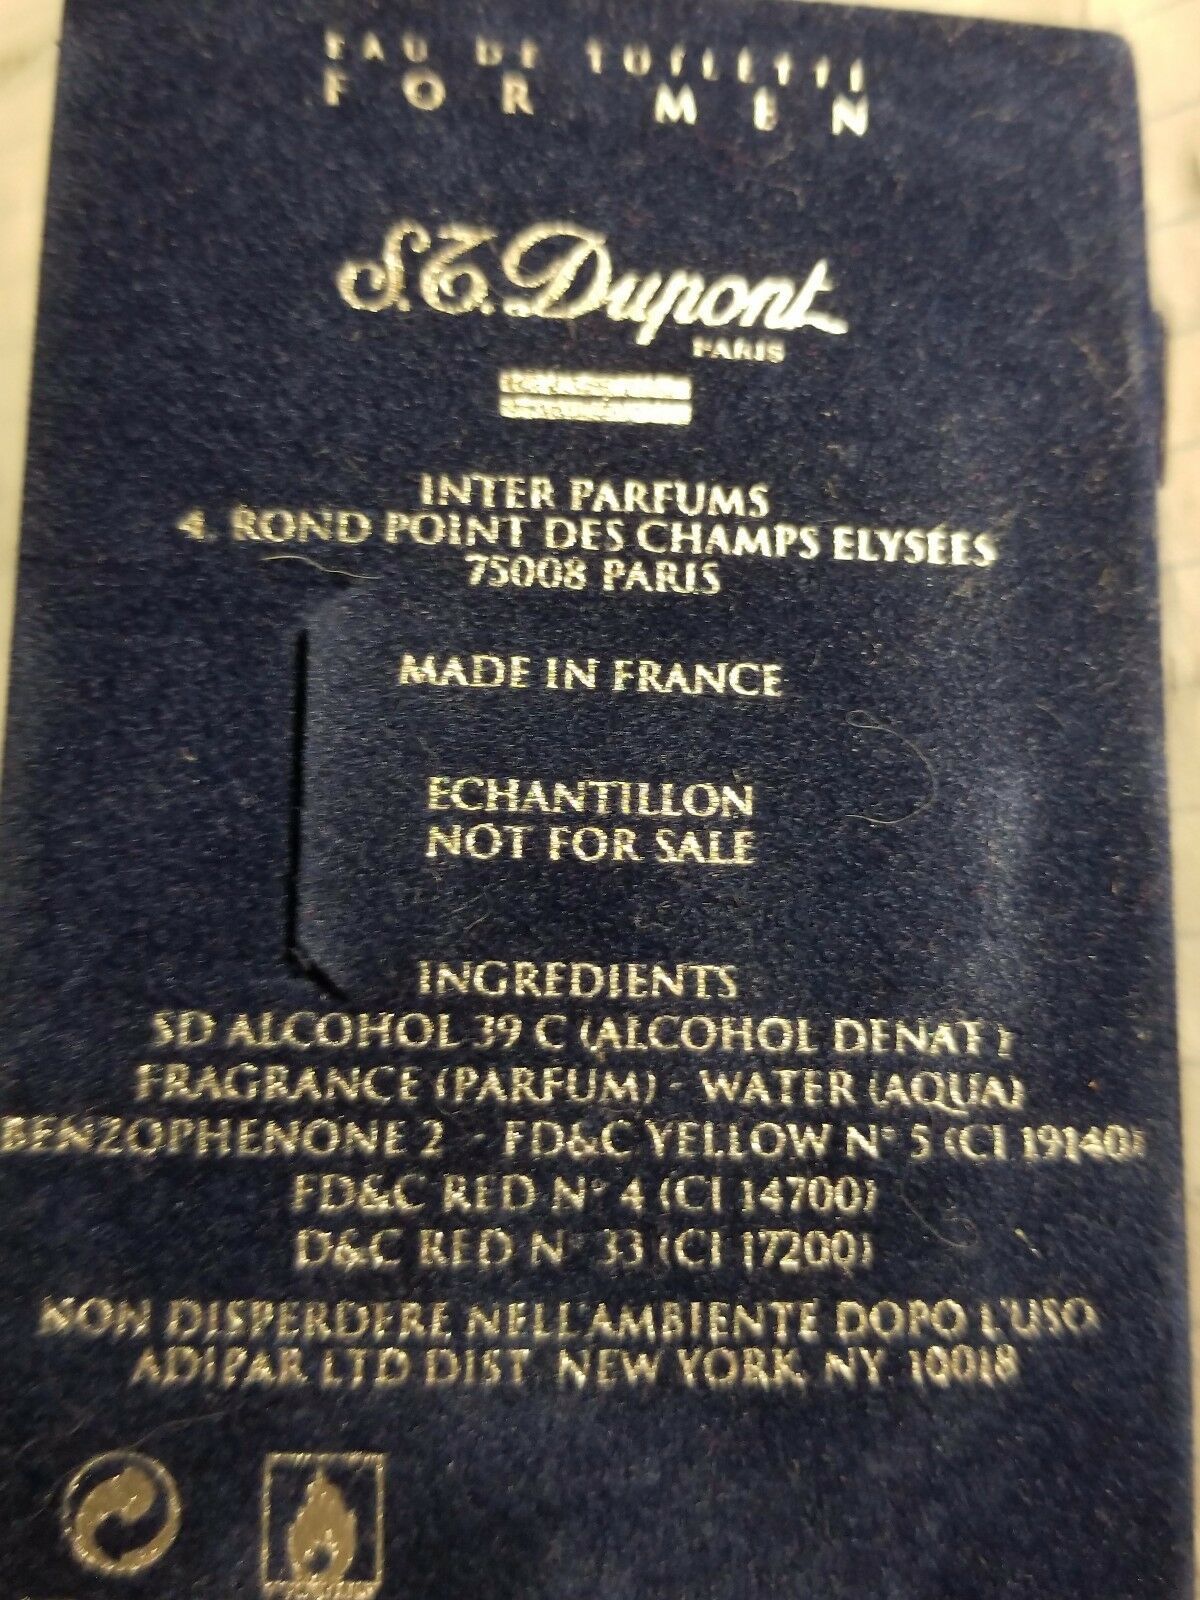 EAU DE TOILETTE
FOR MEN
S.T. Dupont
PARIS
INTER PARFUMS
4, ROND POINT DES CHAMPS ELYSÉES
75008 PARIS
MADE IN FRANCE
ECHANTILLON
NOT FOR SALE
INGREDIENTS
SD ALCOHOL 39 C (ALCOHOL DENAT.)
FRAGRANCE (PARFUM) - WATER (AQUA)
BENZOPHENONE 2 - FD&C YELLOW N° 5 (CI 19140)
FD&C RED N° 4 (CI 14700)
D&C RED N° 33 (CI 17200)
NON DISPERDERE NELL'AMBIENTE DOPO L'USO
ADIPAR LTD DIST. NEW YORK, NY. 10018